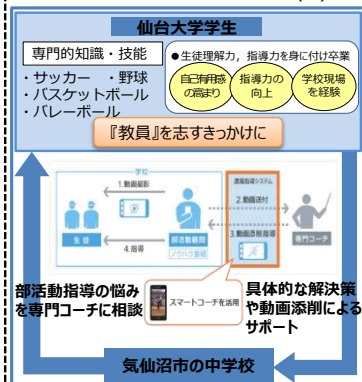 仙台大学学生
専門的知識・技能
・サッカー ・野球
・バスケットボール
・バレーボール
●生徒理解力，指導力を身に付け卒業
自己有用感
の高まり
指導力の
向上
学校現場
を経験
『教員』を志すきっかけに
学校
1.動画撮影
生徒
4.指導
部活動顧問
ノウハウ蓄積
遠隔指導システム
2.動画送付
3.動画添削指導
専門コーチ
部活動指導の悩み
を専門コーチに相談
スマートコーチを活用
具体的な解決策
や動画添削による
サポート
気仙沼市の中学校